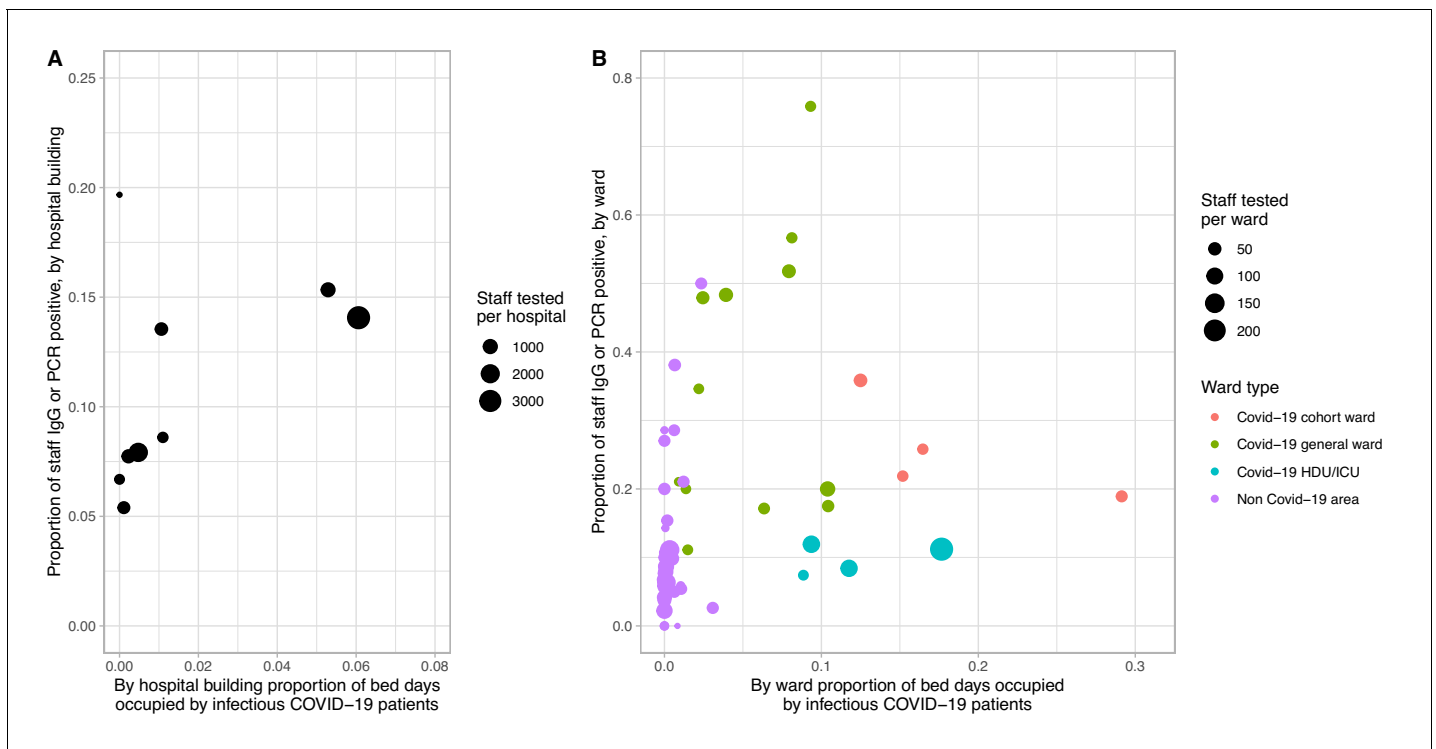 A
Proportion of staff IgG or PCR positive, by hospital building
0.25
0.20
0.15
0.10
0.05
0.00
0.00 0.02 0.04 0.06 0.08
By hospital building proportion of bed days
occupied by infectious COVID−19 patients
Staff tested
per hospital
1000
2000
3000
B
Proportion of staff IgG or PCR positive, by ward
0.8
0.6
0.4
0.2
0.0
0.0 0.1 0.2 0.3
By ward proportion of bed days occupied
by infectious COVID−19 patients
Staff tested
per ward
50
100
150
200
Ward type
Covid−19 cohort ward
Covid−19 general ward
Covid−19 HDU/ICU
Non Covid−19 area